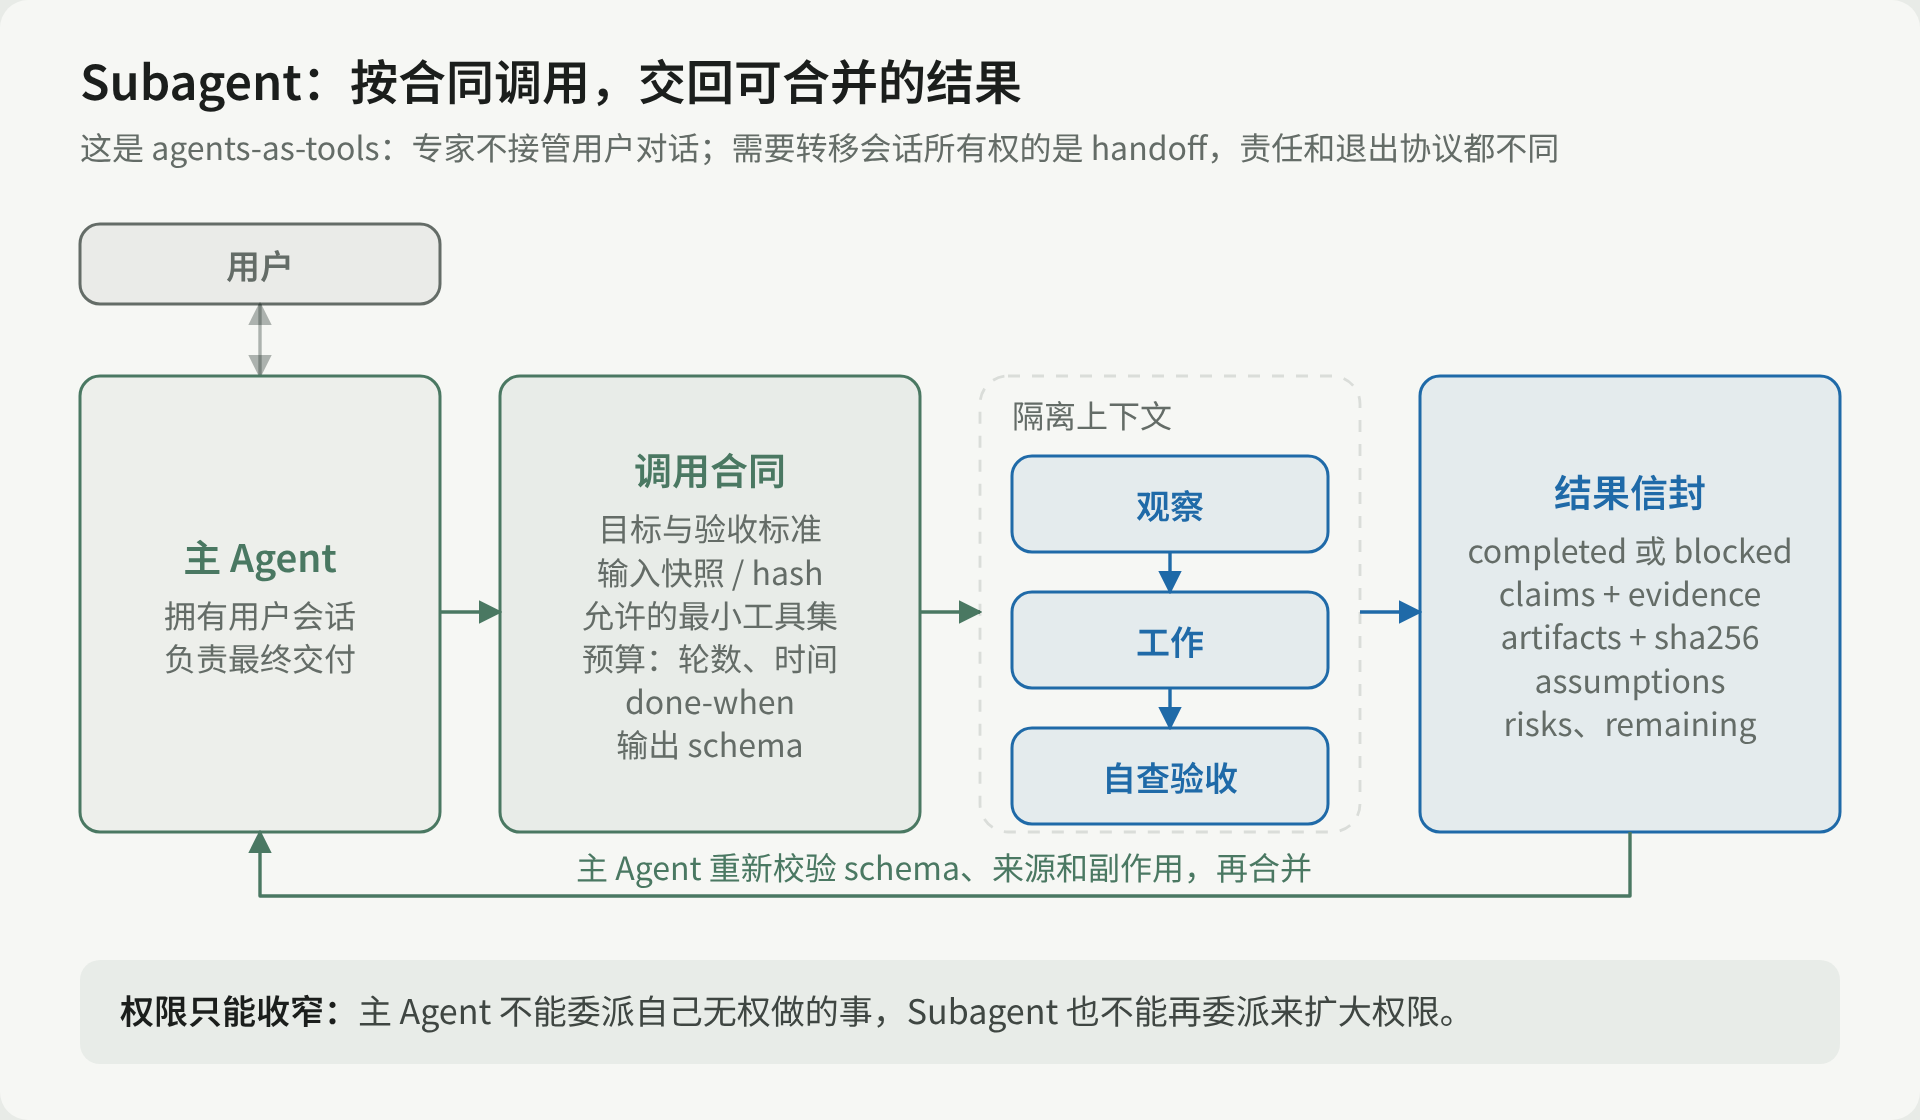 Subagent：按合同调用，交回可合并的结果
这是 agents-as-tools：专家不接管用户对话；需要转移会话所有权的是 handoff，责任和退出协议都不同
用户
主 Agent
拥有用户会话
负责最终交付
调用合同
目标与验收标准
输入快照 / hash
允许的最小工具集
预算：轮数、时间
done-when
输出 schema
隔离上下文
观察
工作
自查验收
结果信封
completed 或 blocked
claims + evidence
artifacts + sha256
assumptions
risks、remaining
主 Agent 重新校验 schema、来源和副作用，再合并
权限只能收窄：主 Agent 不能委派自己无权做的事，Subagent 也不能再委派来扩大权限。